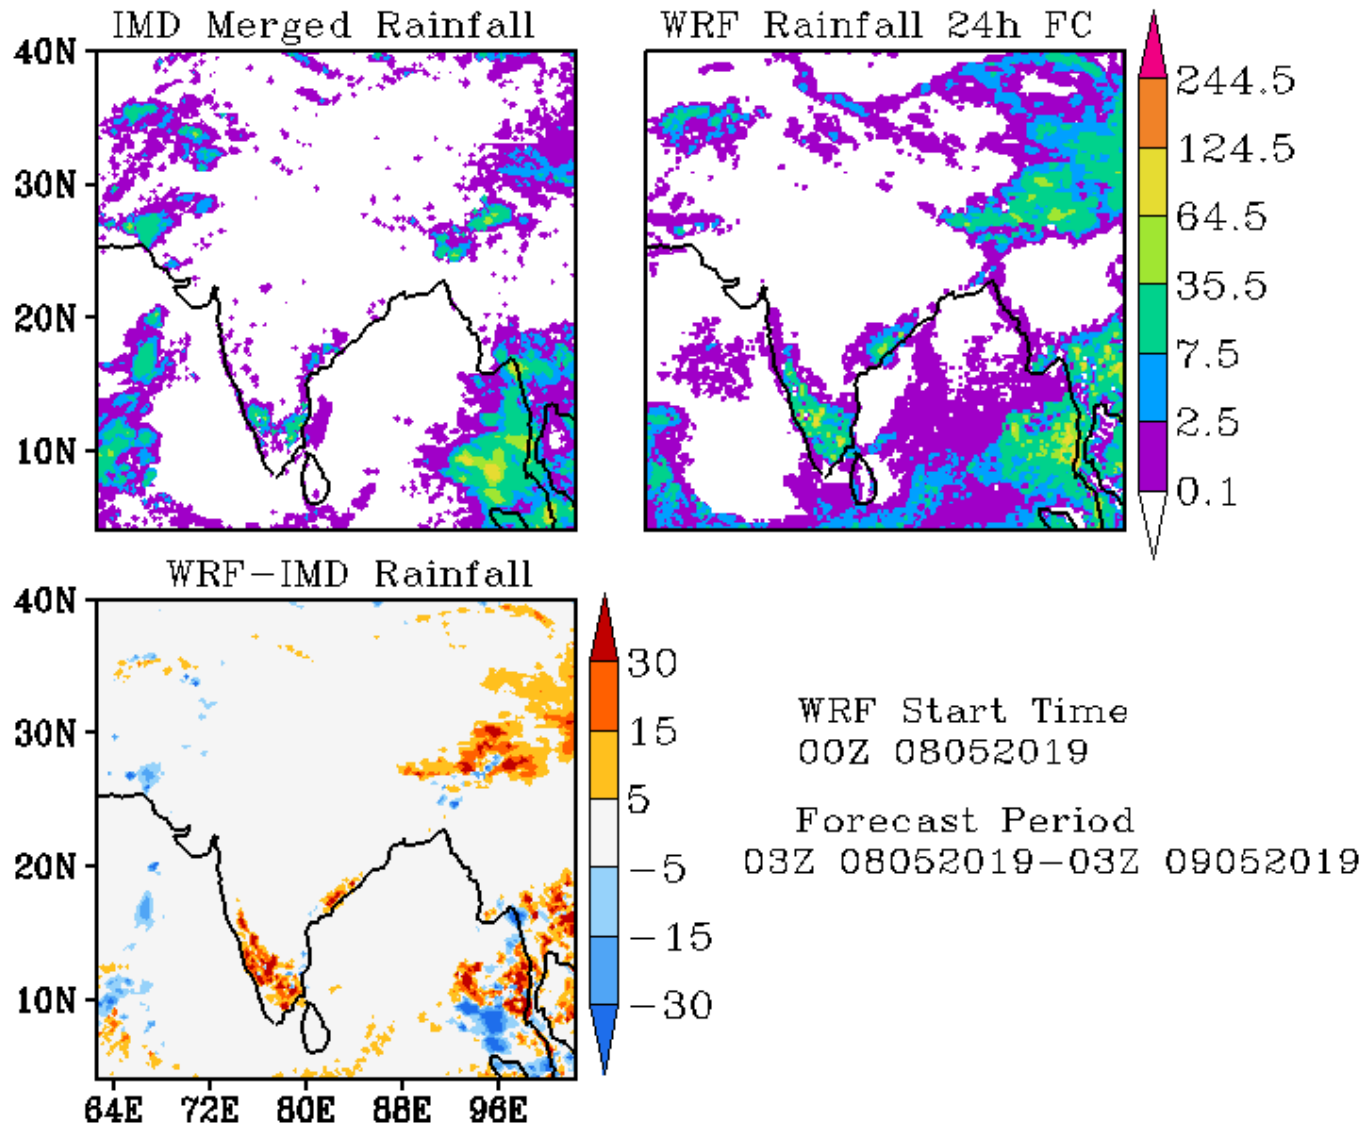 IMD Merged Rainfall
WRF Rainfall 24h FC
40N
30N
20N
10N
244.5
124.5
64.5
35.5
7.5
2.5
0.1
WRF-IMD Rainfall
40N
30N
20N
10N
64E 72E 80E 88E 96E
30
15
5
-5
-15
-30
WRF Start Time
00Z 08052019
Forecast Period
03Z 08052019-03Z 09052019